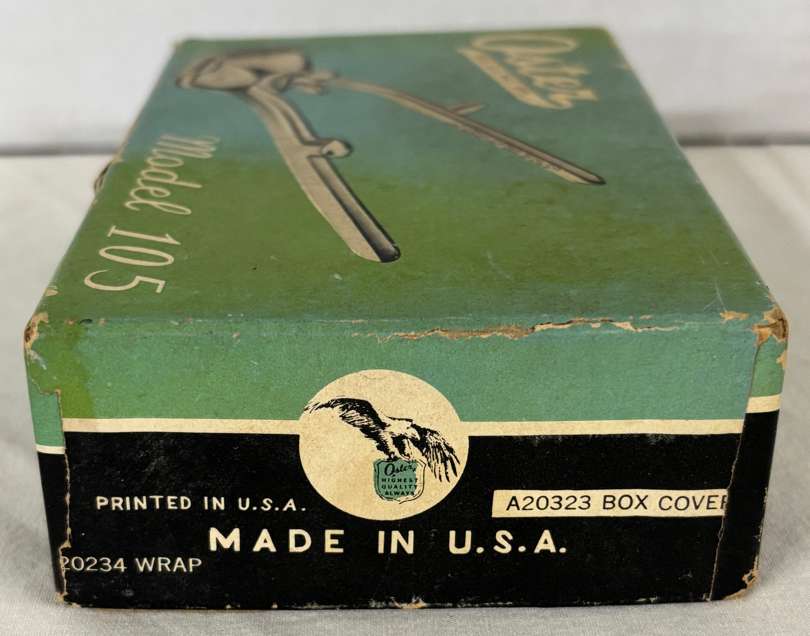 Oster
Model 105
Oster
HIGHEST
QUALITY
ALWAYS
PRINTED IN U.S.A.
A20323 BOX COVER
MADE IN U.S.A.
20234 WRAP